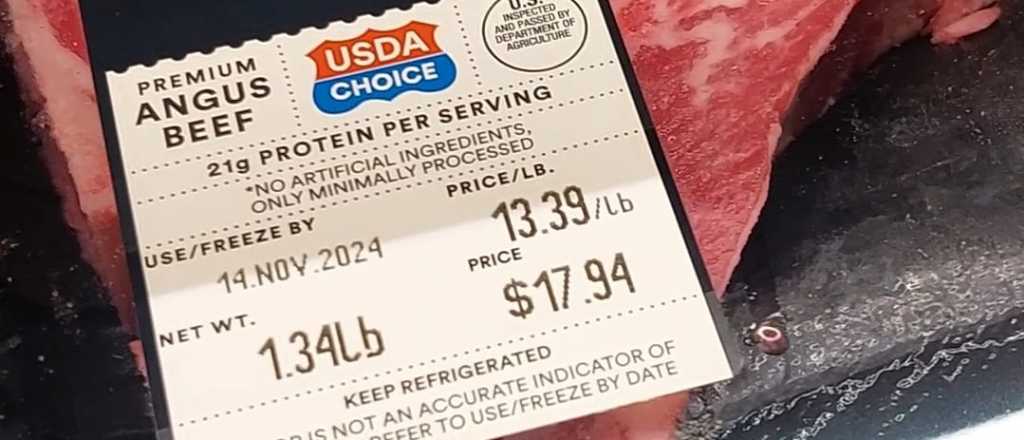 PREMIUM
ANGUS
BEEF
USDA
CHOICE
U.S.
INSPECTED
AND PASSED BY
DEPARTMENT OF
AGRICULTURE
21g PROTEIN PER SERVING
*NO ARTIFICIAL INGREDIENTS,
ONLY MINIMALLY PROCESSED
USE/FREEZE BY
14.NOV.2024
PRICE/LB.
13.39/lb
PRICE
$17.94
NET WT.
1.34lb
KEEP REFRIGERATED
IS NOT AN ACCURATE INDICATOR OF
REFER TO USE/FREEZE BY DATE